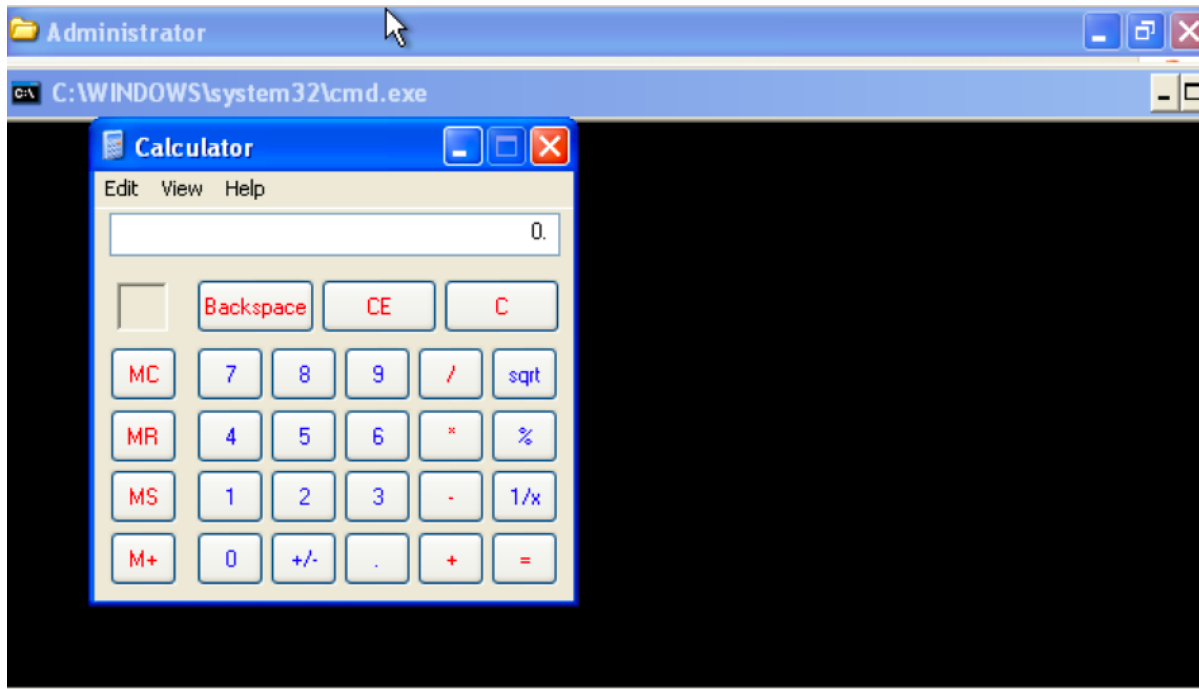 Administrator
C:\WINDOWS\system32\cmd.exe
Calculator
Edit View Help
0.
Backspace CE C
MC 7 8 9 / sqrt
MR 4 5 6 * %
MS 1 2 3 - 1/x
M+ 0 +/- . + =